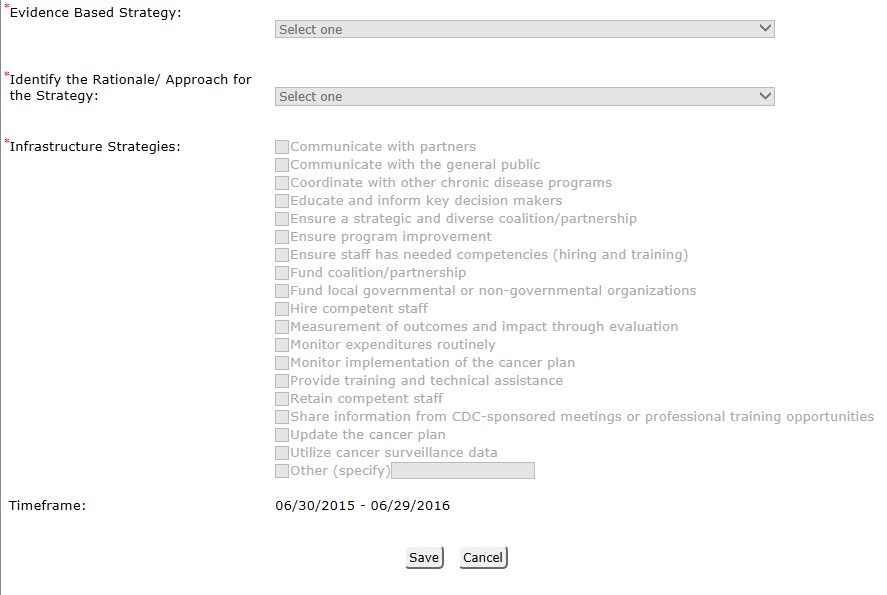 *Evidence Based Strategy:
Select one
*Identify the Rationale/ Approach for
the Strategy:
Select one
*Infrastructure Strategies:
Communicate with partners
Communicate with the general public
Coordinate with other chronic disease programs
Educate and inform key decision makers
Ensure a strategic and diverse coalition/partnership
Ensure program improvement
Ensure staff has needed competencies (hiring and training)
Fund coalition/partnership
Fund local governmental or non-governmental organizations
Hire competent staff
Measurement of outcomes and impact through evaluation
Monitor expenditures routinely
Monitor implementation of the cancer plan
Provide training and technical assistance
Retain competent staff
Share information from CDC-sponsored meetings or professional training opportunities
Update the cancer plan
Utilize cancer surveillance data
Other (specify)
Timeframe: 06/30/2015 - 06/29/2016
Save Cancel